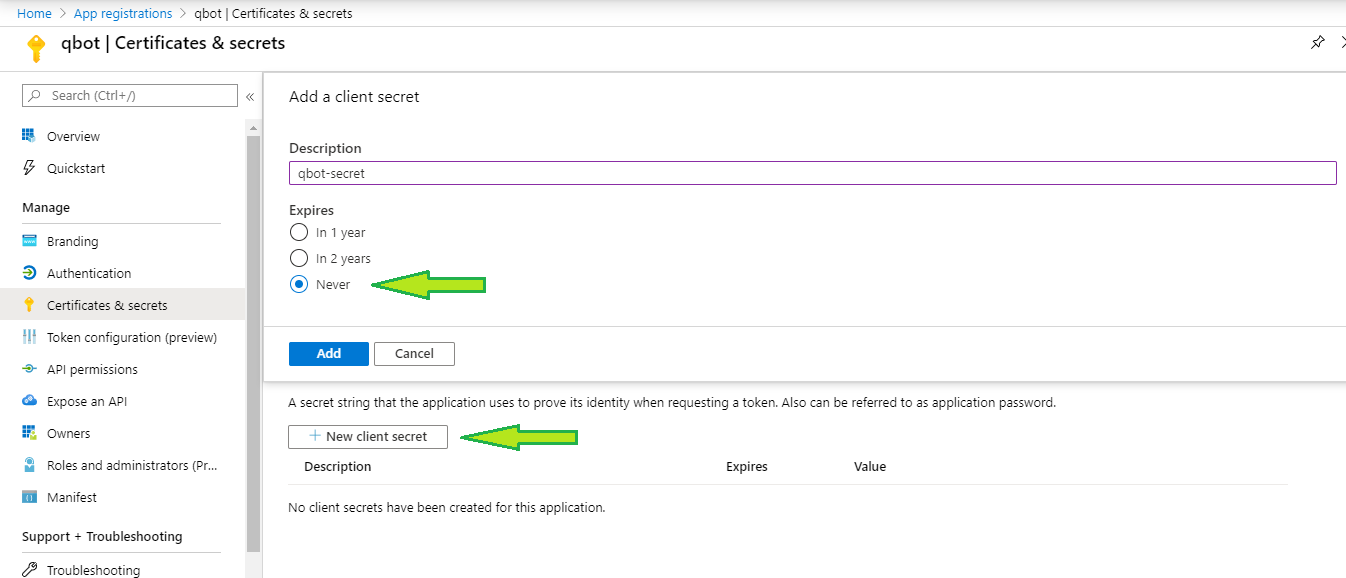 Home > App registrations > qbot | Certificates & secrets
qbot | Certificates & secrets
Search (Ctrl+/)
«
Overview
Quickstart
Manage
Branding
Authentication
Certificates & secrets
Token configuration (preview)
API permissions
Expose an API
Owners
Roles and administrators (Pr...
Manifest
Support + Troubleshooting
Troubleshooting
Add a client secret
Description
qbot-secret
Expires
In 1 year
In 2 years
Never
Add Cancel
A secret string that the application uses to prove its identity when requesting a token. Also can be referred to as application password.
+ New client secret
Description Expires Value
No client secrets have been created for this application.